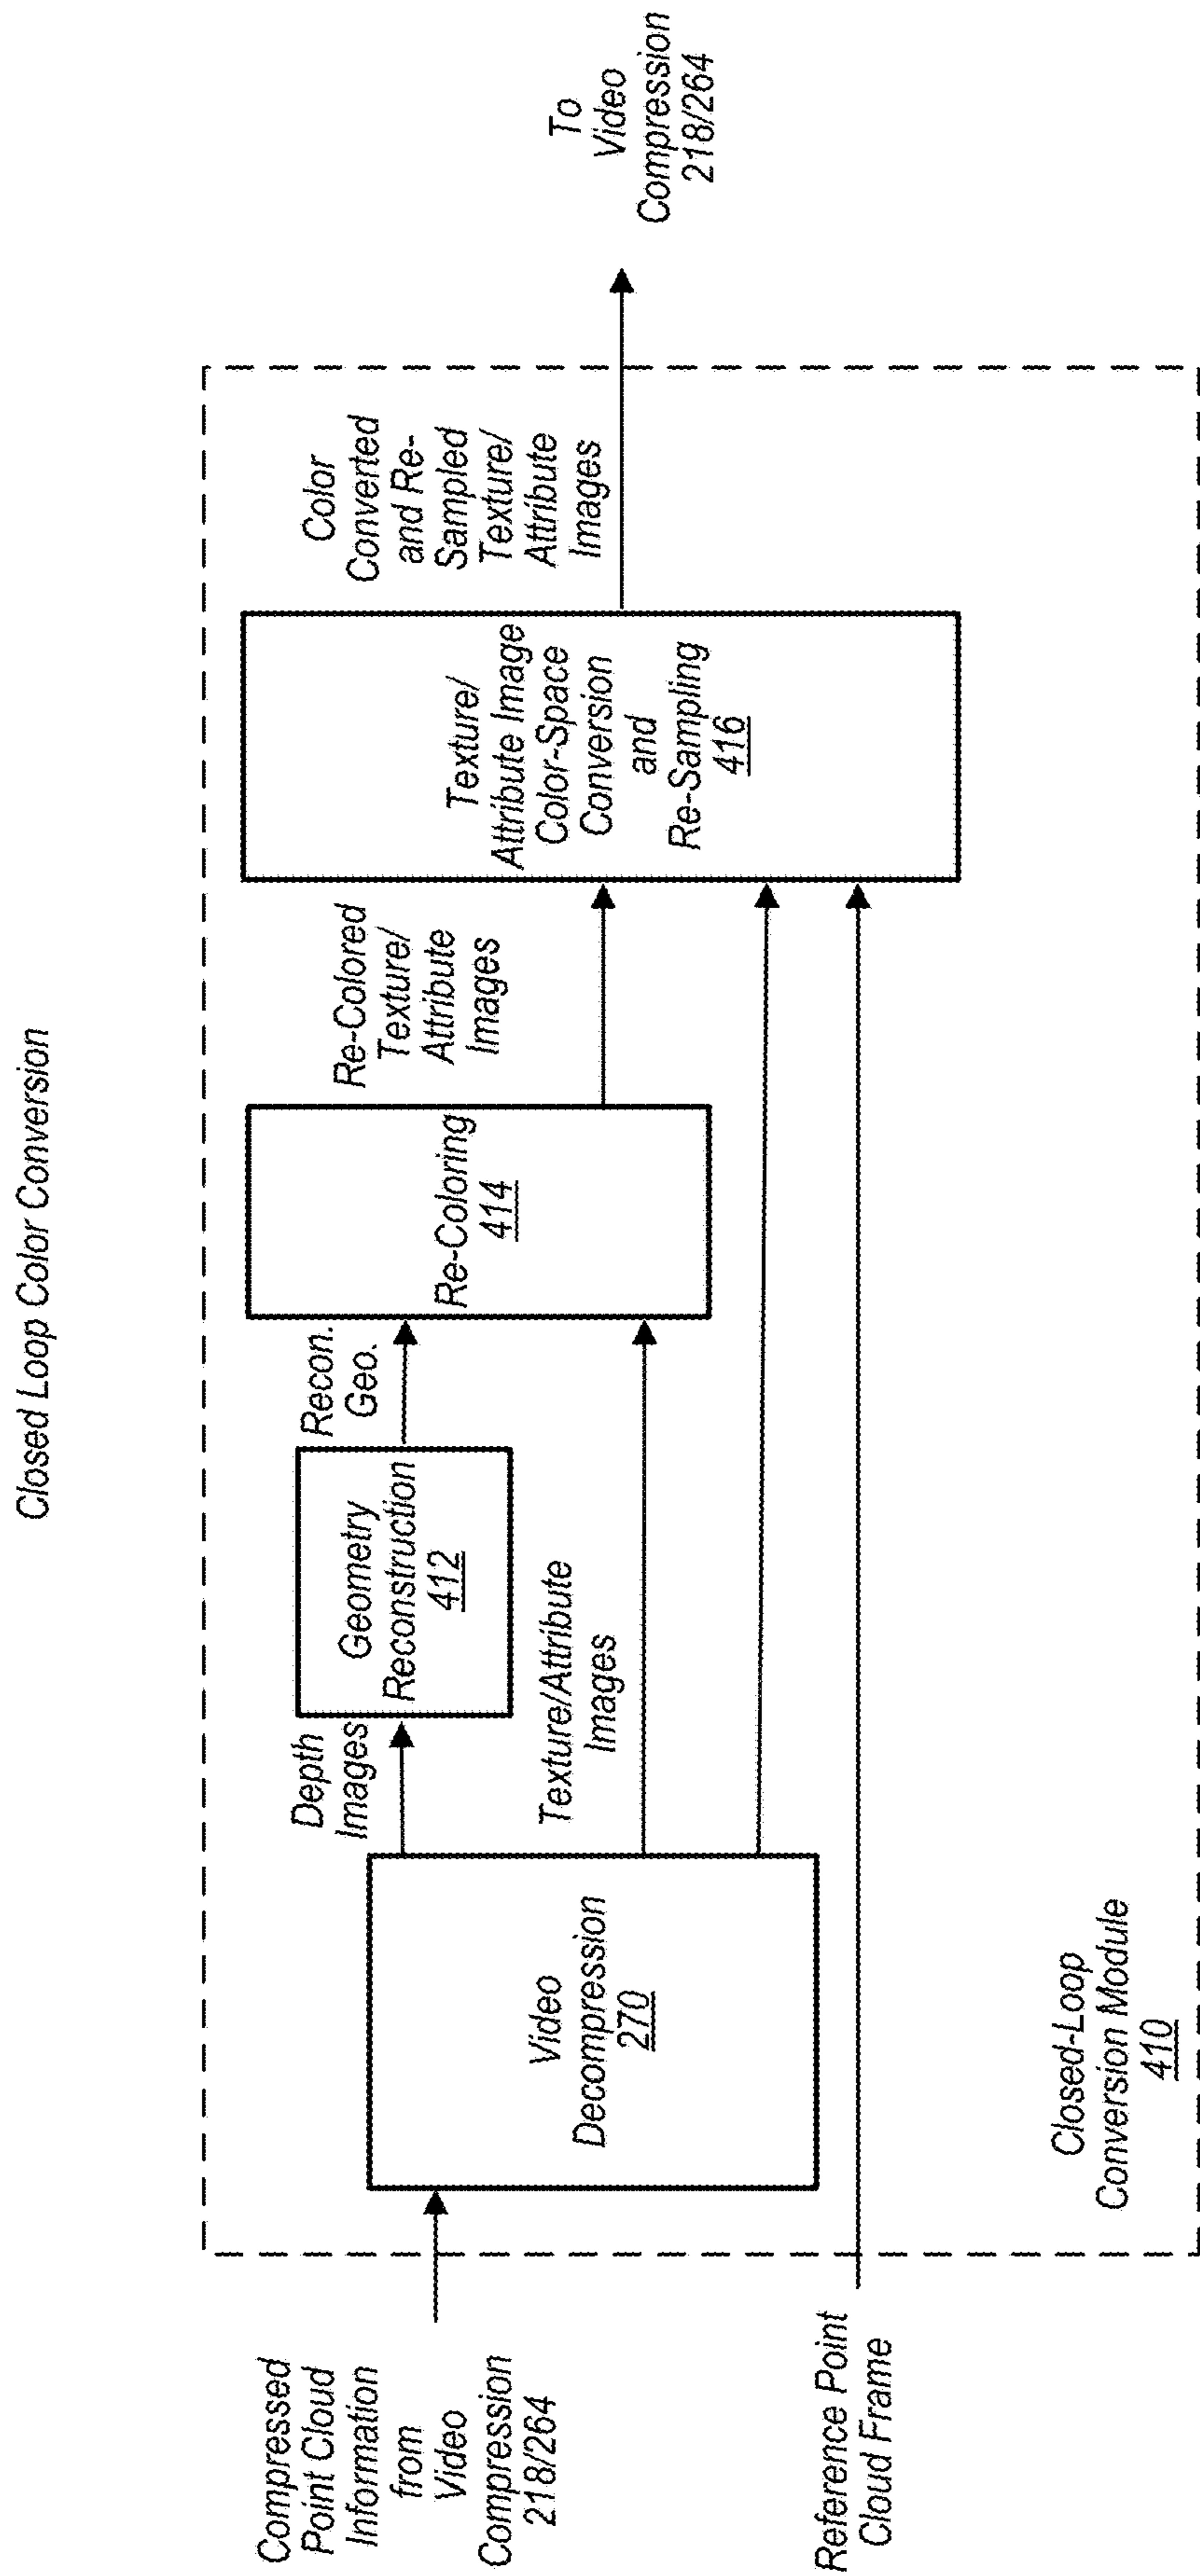 Closed Loop Color Conversion
Compressed
Point Cloud
Information
from
Video
Compression
218/264
Reference Point
Cloud Frame
Video
Decompression
270
Depth
Images
Texture/Attribute
Images
Geometry
Reconstruction
412
Recon.
Geo.
Re-Coloring
414
Re-Colored
Texture/
Attribute
Images
Texture/
Attribute Image
Color-Space
Conversion
and
Re-Sampling
416
Color
Converted
and Re-
Sampled
Texture/
Attribute
Images
To
Video
Compression
218/264
Closed-Loop
Conversion Module
410